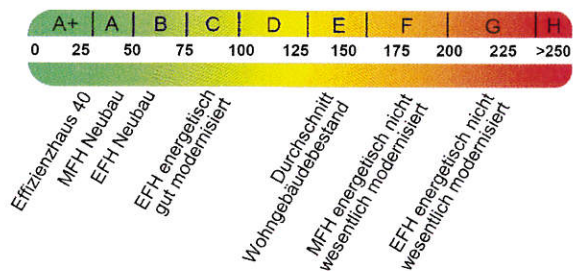 A+ A B C D E F G H
0 25 50 75 100 125 150 175 200 225 >250
Effizienzhaus 40
MFH Neubau
EFH Neubau
EFH energetisch
gut modernisiert
Durchschnitt
Wohngebäudebestand
MFH energetisch nicht
wesentlich modernisiert
EFH energetisch nicht
wesentlich modernisiert